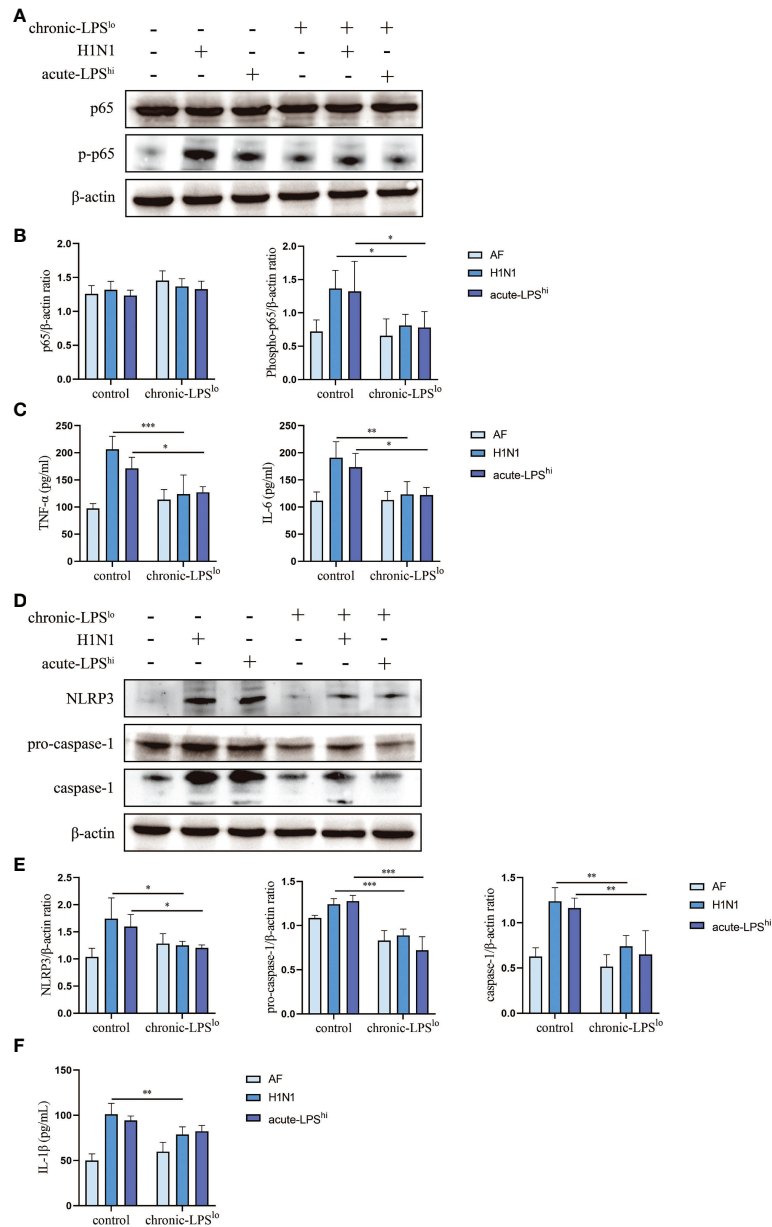 A
chronic-LPSˡᵒ - - - + + +
H1N1 - + - - + -
acute-LPSʰⁱ - - + - - +
p65
p-p65
β-actin
B
p65/β-actin ratio
2.0
1.5
1.0
0.5
0.0
control chronic-LPSˡᵒ
Phospho-p65/β-actin ratio
2.0
1.5
1.0
0.5
0.0
* *
control chronic-LPSˡᵒ
AF
H1N1
acute-LPSʰⁱ
C
TNF-α (pg/ml)
250
200
150
100
50
0
***
*
control chronic-LPSˡᵒ
IL-6 (pg/ml)
250
200
150
100
50
0
**
*
control chronic-LPSˡᵒ
AF
H1N1
acute-LPSʰⁱ
D
chronic-LPSˡᵒ - - - + + +
H1N1 - + - - + -
acute-LPSʰⁱ - - + - - +
NLRP3
pro-caspase-1
caspase-1
β-actin
E
NLRP3/β-actin ratio
2.5
2.0
1.5
1.0
0.5
0.0
*
*
control chronic-LPSˡᵒ
pro-caspase-1/β-actin ratio
1.5
1.0
0.5
0.0
***
***
control chronic-LPSˡᵒ
caspase-1/β-actin ratio
1.5
1.0
0.5
0.0
**
**
control chronic-LPSˡᵒ
AF
H1N1
acute-LPSʰⁱ
F
IL-1β (pg/mL)
150
100
50
0
**
control chronic-LPSˡᵒ
AF
H1N1
acute-LPSʰⁱ